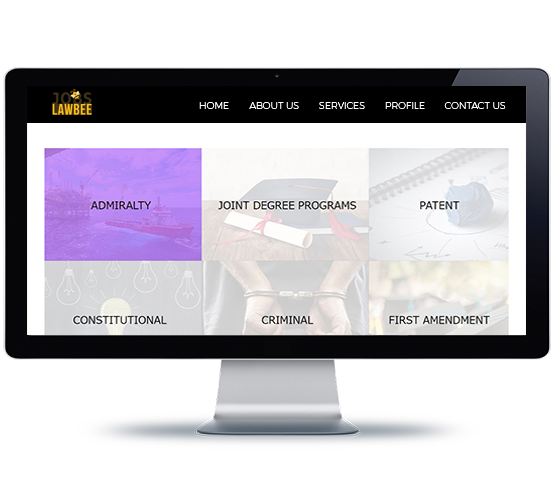 JOBS
LAWBEE
HOME ABOUT US SERVICES PROFILE CONTACT US
ADMIRALTY JOINT DEGREE PROGRAMS PATENT
CONSTITUTIONAL CRIMINAL FIRST AMENDMENT